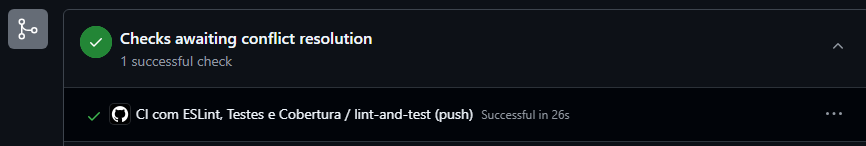 Checks awaiting conflict resolution
1 successful check
CI com ESLint, Testes e Cobertura / lint-and-test (push) Successful in 26s